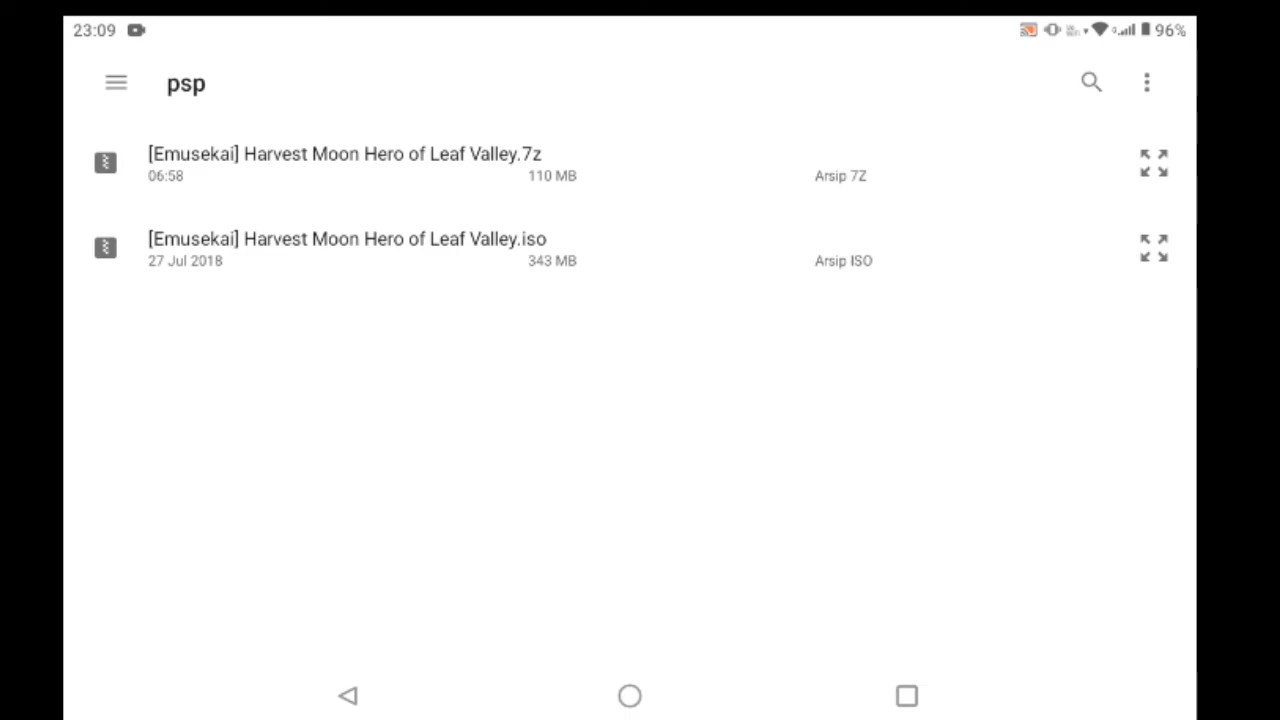 23:09
96%
psp
[Emusekai] Harvest Moon Hero of Leaf Valley.7z
06:58 110 MB Arsip 7Z
[Emusekai] Harvest Moon Hero of Leaf Valley.iso
27 Jul 2018 343 MB Arsip ISO